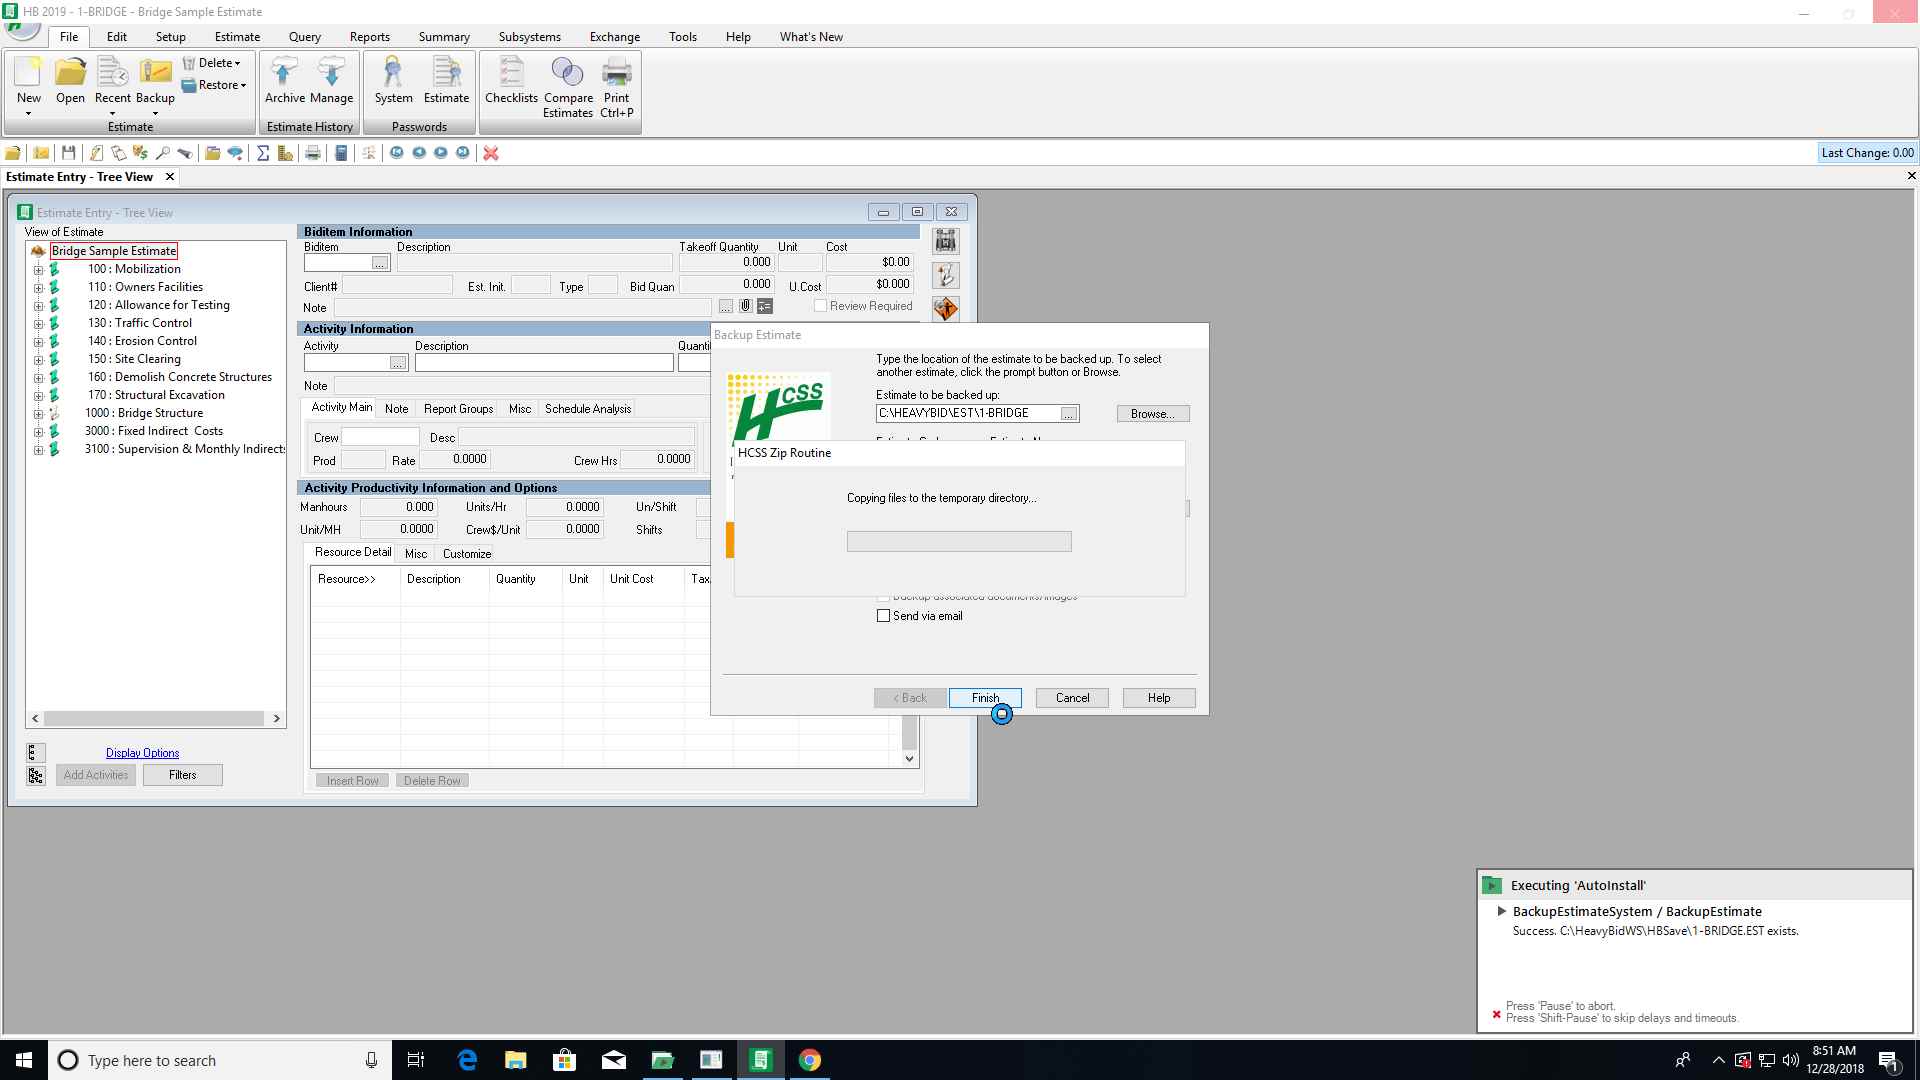 HB 2019 - 1-BRIDGE - Bridge Sample Estimate
File Edit Setup Estimate Query Reports Summary Subsystems Exchange Tools Help What's New
New Open Recent Backup Delete Restore
Estimate
Archive Manage
Estimate History
System Estimate
Passwords
Checklists Compare Estimates Print Ctrl+P
Last Change: 0.00
Estimate Entry - Tree View
Estimate Entry - Tree View
View of Estimate
Bridge Sample Estimate
100 : Mobilization
110 : Owners Facilities
120 : Allowance for Testing
130 : Traffic Control
140 : Erosion Control
150 : Site Clearing
160 : Demolish Concrete Structures
170 : Structural Excavation
1000 : Bridge Structure
3000 : Fixed Indirect Costs
3100 : Supervision & Monthly Indirects
Display Options
Add Activities Filters
Biditem Information
Biditem Description Takeoff Quantity Unit Cost
... 0.000 $0.00
Client# Est. Init. Type Bid Quan 0.000 U.Cost $0.000
Note ... Review Required
Activity Information
Activity Description
...
Note
Activity Main Note Report Groups Misc Schedule Analysis
Crew Desc
Prod Rate 0.0000 Crew Hrs 0.0000
Activity Productivity Information and Options
Manhours 0.000 Units/Hr 0.0000 Un/Shift
Unit/MH 0.0000 Crew$/Unit 0.0000 Shifts
Resource Detail Misc Customize
Resource>> Description Quantity Unit Unit Cost Tax
Insert Row Delete Row
Backup Estimate
HCSS
Type the location of the estimate to be backed up. To select
another estimate, click the prompt button or Browse.
Estimate to be backed up:
C:\HEAVYBID\EST\1-BRIDGE ... Browse...
HCSS Zip Routine
Copying files to the temporary directory...
Backup associated documents/images
Send via email
< Back Finish Cancel Help
Executing 'AutoInstall'
BackupEstimateSystem / BackupEstimate
Success. C:\HeavyBidWS\HBSave\1-BRIDGE.EST exists.
Press 'Pause' to abort.
Press 'Shift-Pause' to skip delays and timeouts.
Type here to search
8:51 AM
12/28/2018
1